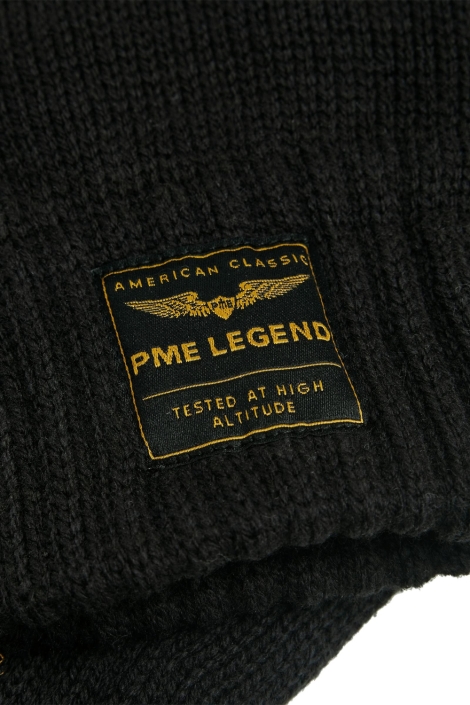 AMERICAN CLASSIC
PME
PME LEGEND
TESTED AT HIGH
ALTITUDE